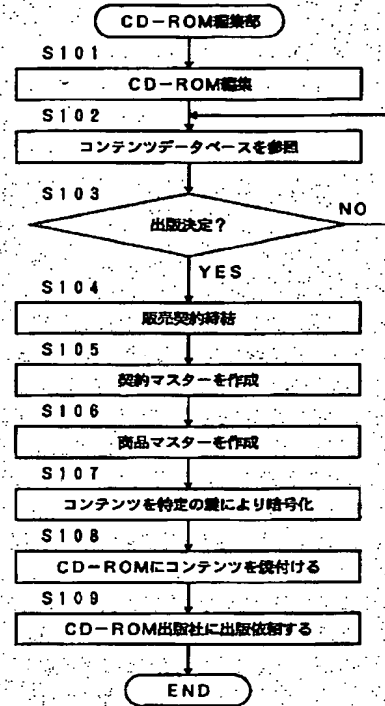 CD-ROM編集部
S101
CD-ROM編集
S102
コンテンツデータベースを参照
S103
出版決定?
NO
YES
S104
販売契約締結
S105
契約マスターを作成
S106
商品マスターを作成
S107
コンテンツを特定の鍵により暗号化
S108
CD-ROMにコンテンツを焼付ける
S109
CD-ROM出版社に出版依頼する
END